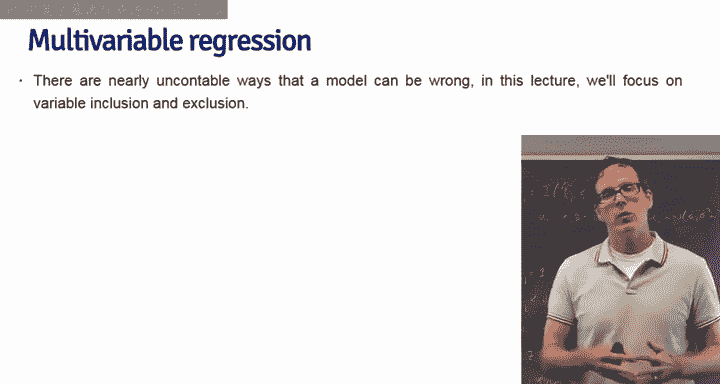 Multivariable regression
· There are nearly uncontable ways that a model can be wrong, in this lecture, we'll focus on
variable inclusion and exclusion.